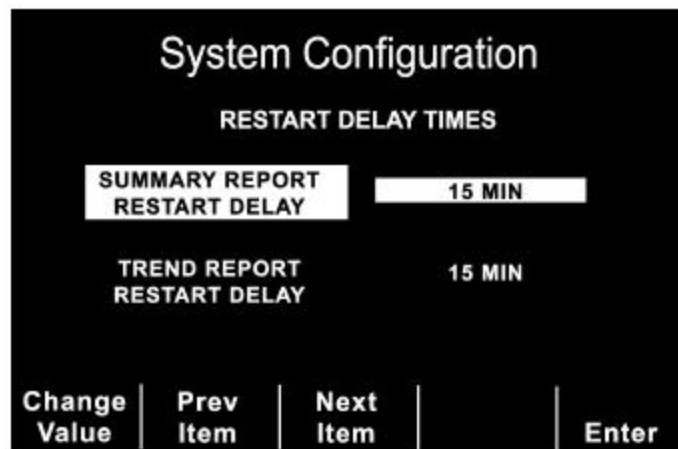 System Configuration
RESTART DELAY TIMES
SUMMARY REPORT
RESTART DELAY
15 MIN
TREND REPORT
RESTART DELAY
15 MIN
Change
Value
Prev
Item
Next
Item
Enter